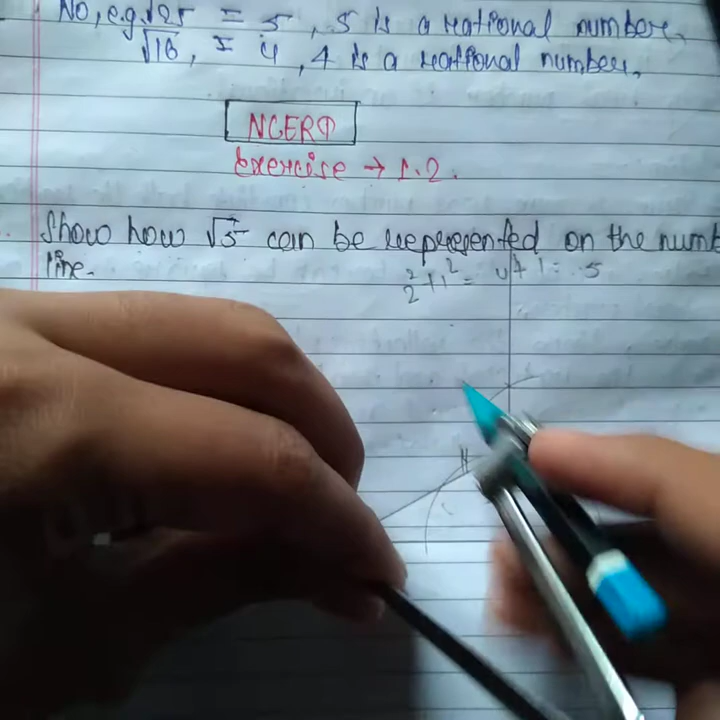 No, e.g. √25 = 5, 5 is a rational number.
√16, = 4, 4 is a rational number.
NCERT
Exercise → 1.2.
Show how √5 can be represented on the numb
line.
2² + 1² = 4 + 1 = 5